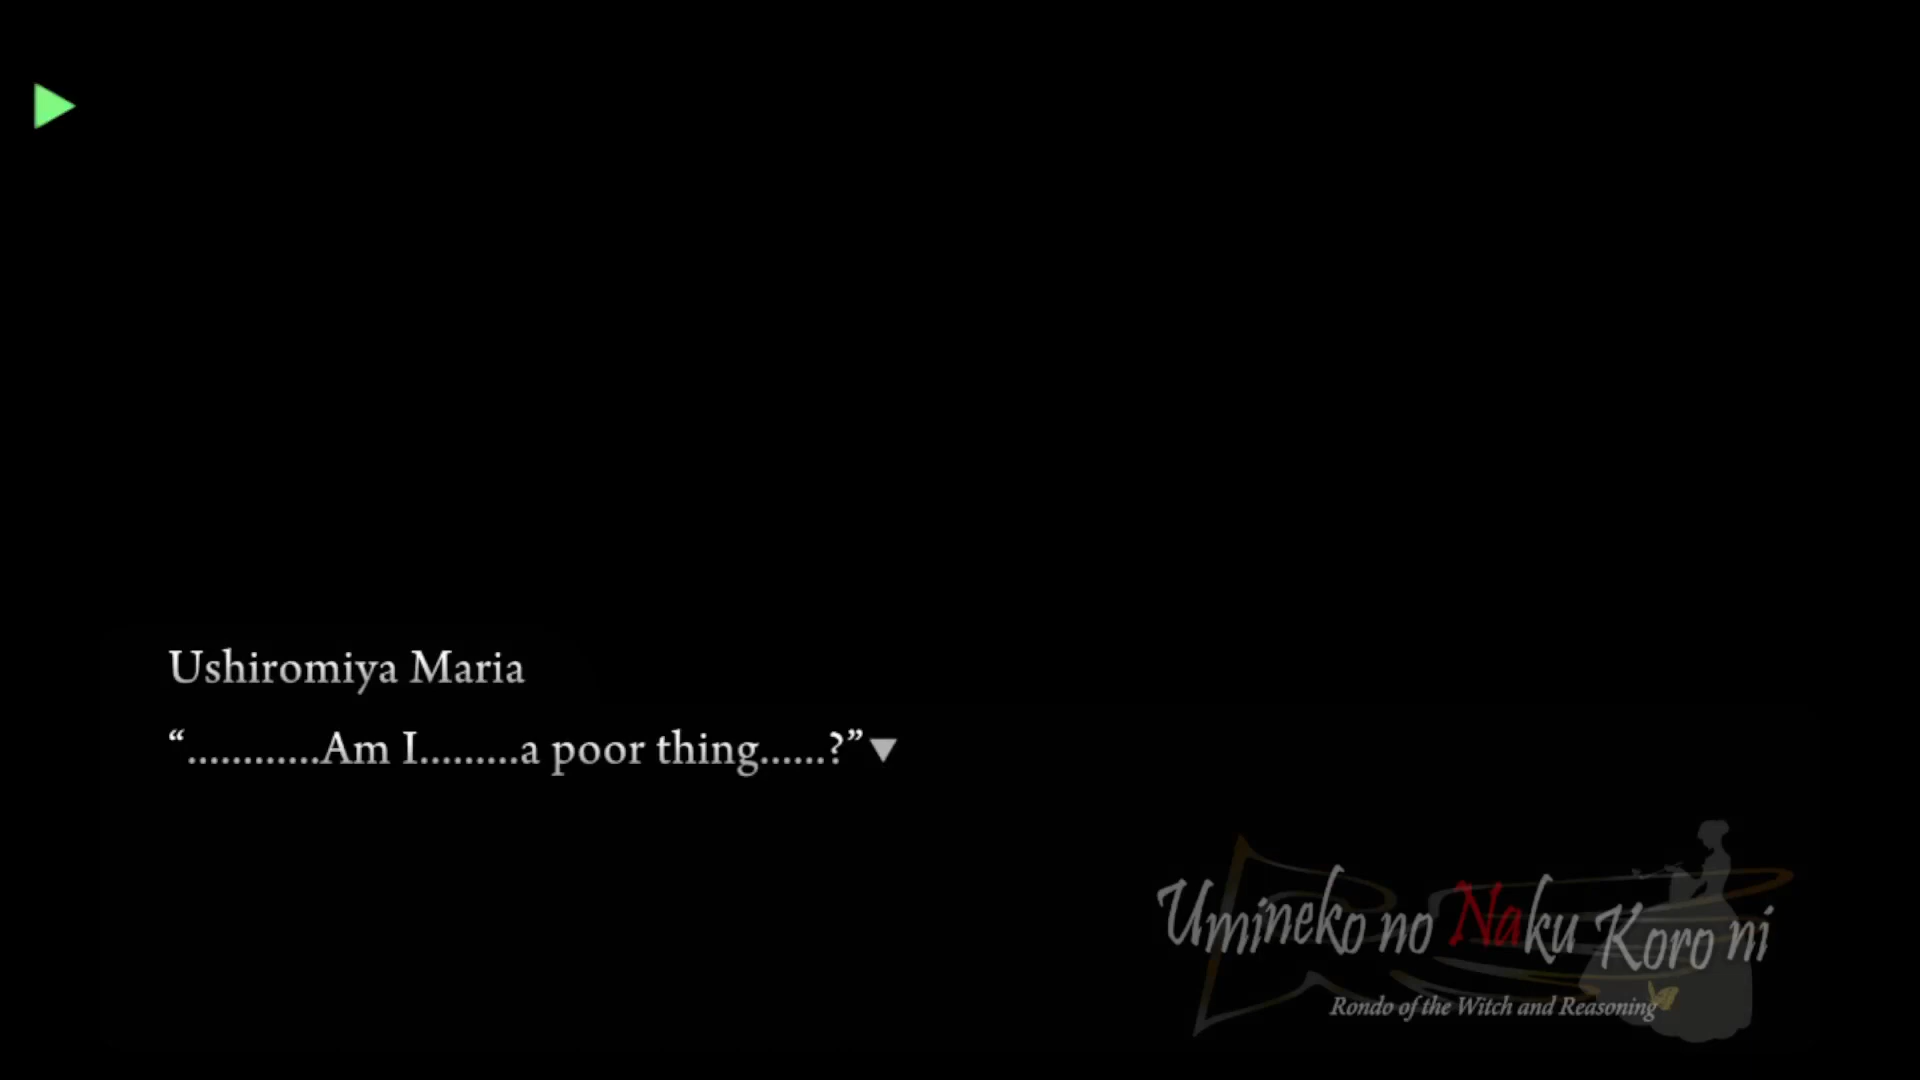 Ushiromiya Maria
“............Am I.........a poor thing......?”
Umineko no Naku Koro ni
Rondo of the Witch and Reasoning